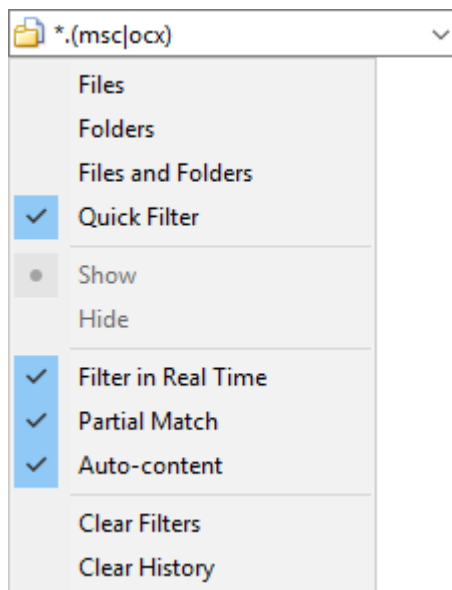 *.(msc|ocx)
Files
Folders
Files and Folders
Quick Filter
Show
Hide
Filter in Real Time
Partial Match
Auto-content
Clear Filters
Clear History